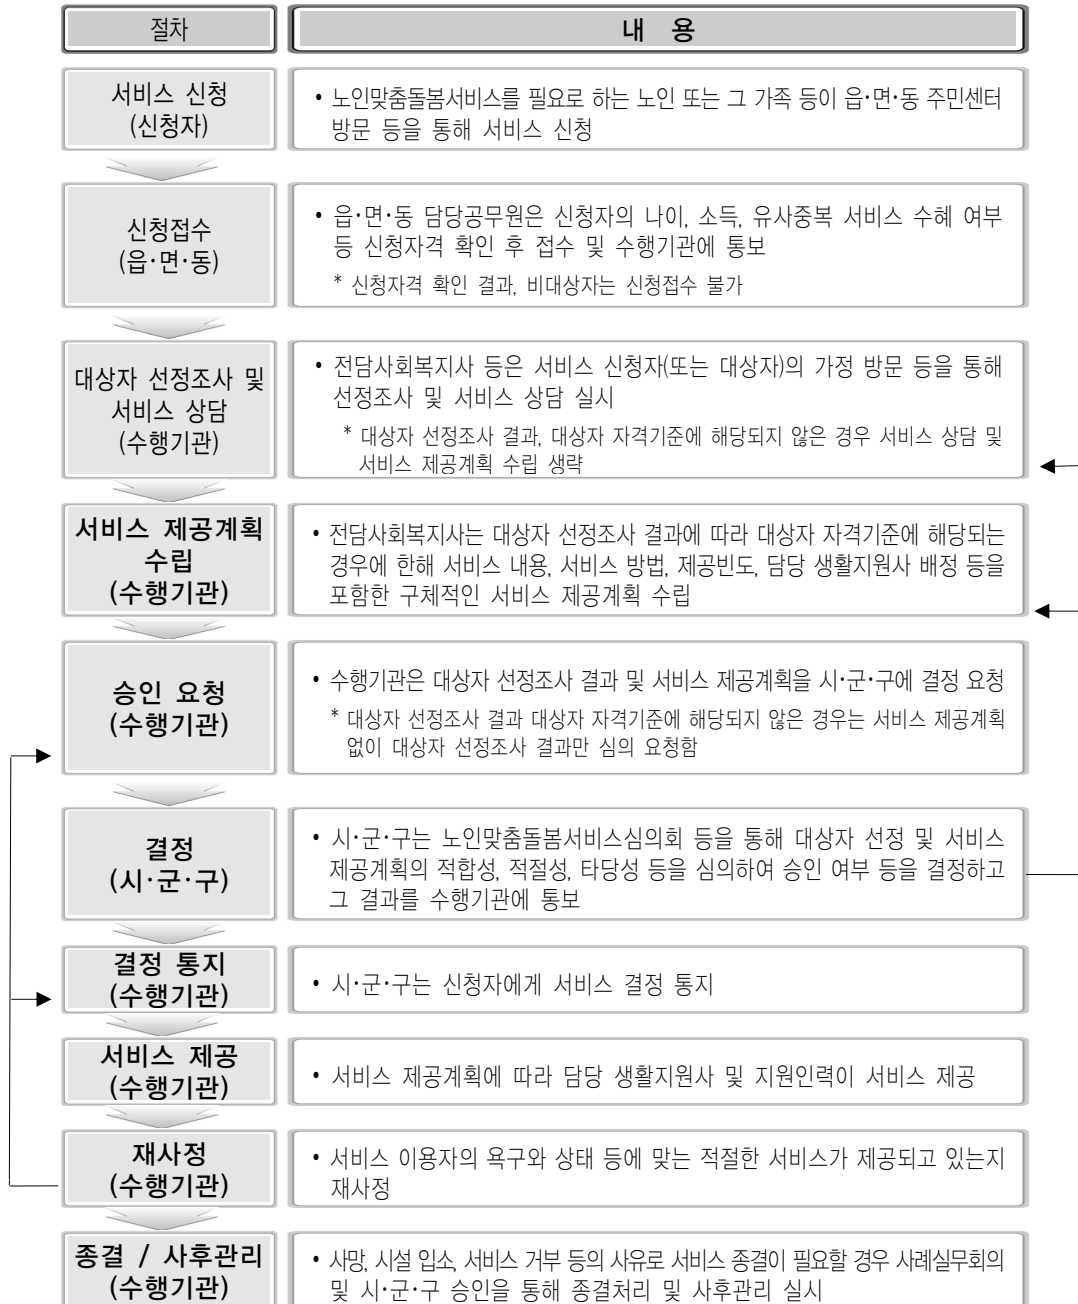 절차
내 용
서비스 신청
(신청자)
• 노인맞춤돌봄서비스를 필요로 하는 노인 또는 그 가족 등이 읍·면·동 주민센터
방문 등을 통해 서비스 신청
신청접수
(읍·면·동)
• 읍·면·동 담당공무원은 신청자의 나이, 소득, 유사중복 서비스 수혜 여부
등 신청자격 확인 후 접수 및 수행기관에 통보
* 신청자격 확인 결과, 비대상자는 신청접수 불가
대상자 선정조사 및
서비스 상담
(수행기관)
• 전담사회복지사 등은 서비스 신청자(또는 대상자)의 가정 방문 등을 통해
선정조사 및 서비스 상담 실시
* 대상자 선정조사 결과, 대상자 자격기준에 해당되지 않은 경우 서비스 상담 및
서비스 제공계획 수립 생략
서비스 제공계획
수립
(수행기관)
• 전담사회복지사는 대상자 선정조사 결과에 따라 대상자 자격기준에 해당되는
경우에 한해 서비스 내용, 서비스 방법, 제공빈도, 담당 생활지원사 배정 등을
포함한 구체적인 서비스 제공계획 수립
승인 요청
(수행기관)
• 수행기관은 대상자 선정조사 결과 및 서비스 제공계획을 시·군·구에 결정 요청
* 대상자 선정조사 결과 대상자 자격기준에 해당되지 않은 경우는 서비스 제공계획
없이 대상자 선정조사 결과만 심의 요청함
결정
(시·군·구)
• 시·군·구는 노인맞춤돌봄서비스심의회 등을 통해 대상자 선정 및 서비스
제공계획의 적합성, 적절성, 타당성 등을 심의하여 승인 여부 등을 결정하고
그 결과를 수행기관에 통보
결정 통지
(수행기관)
• 시·군·구는 신청자에게 서비스 결정 통지
서비스 제공
(수행기관)
• 서비스 제공계획에 따라 담당 생활지원사 및 지원인력이 서비스 제공
재사정
(수행기관)
• 서비스 이용자의 욕구와 상태 등에 맞는 적절한 서비스가 제공되고 있는지
재사정
종결 / 사후관리
(수행기관)
• 사망, 시설 입소, 서비스 거부 등의 사유로 서비스 종결이 필요할 경우 사례실무회의
및 시·군·구 승인을 통해 종결처리 및 사후관리 실시